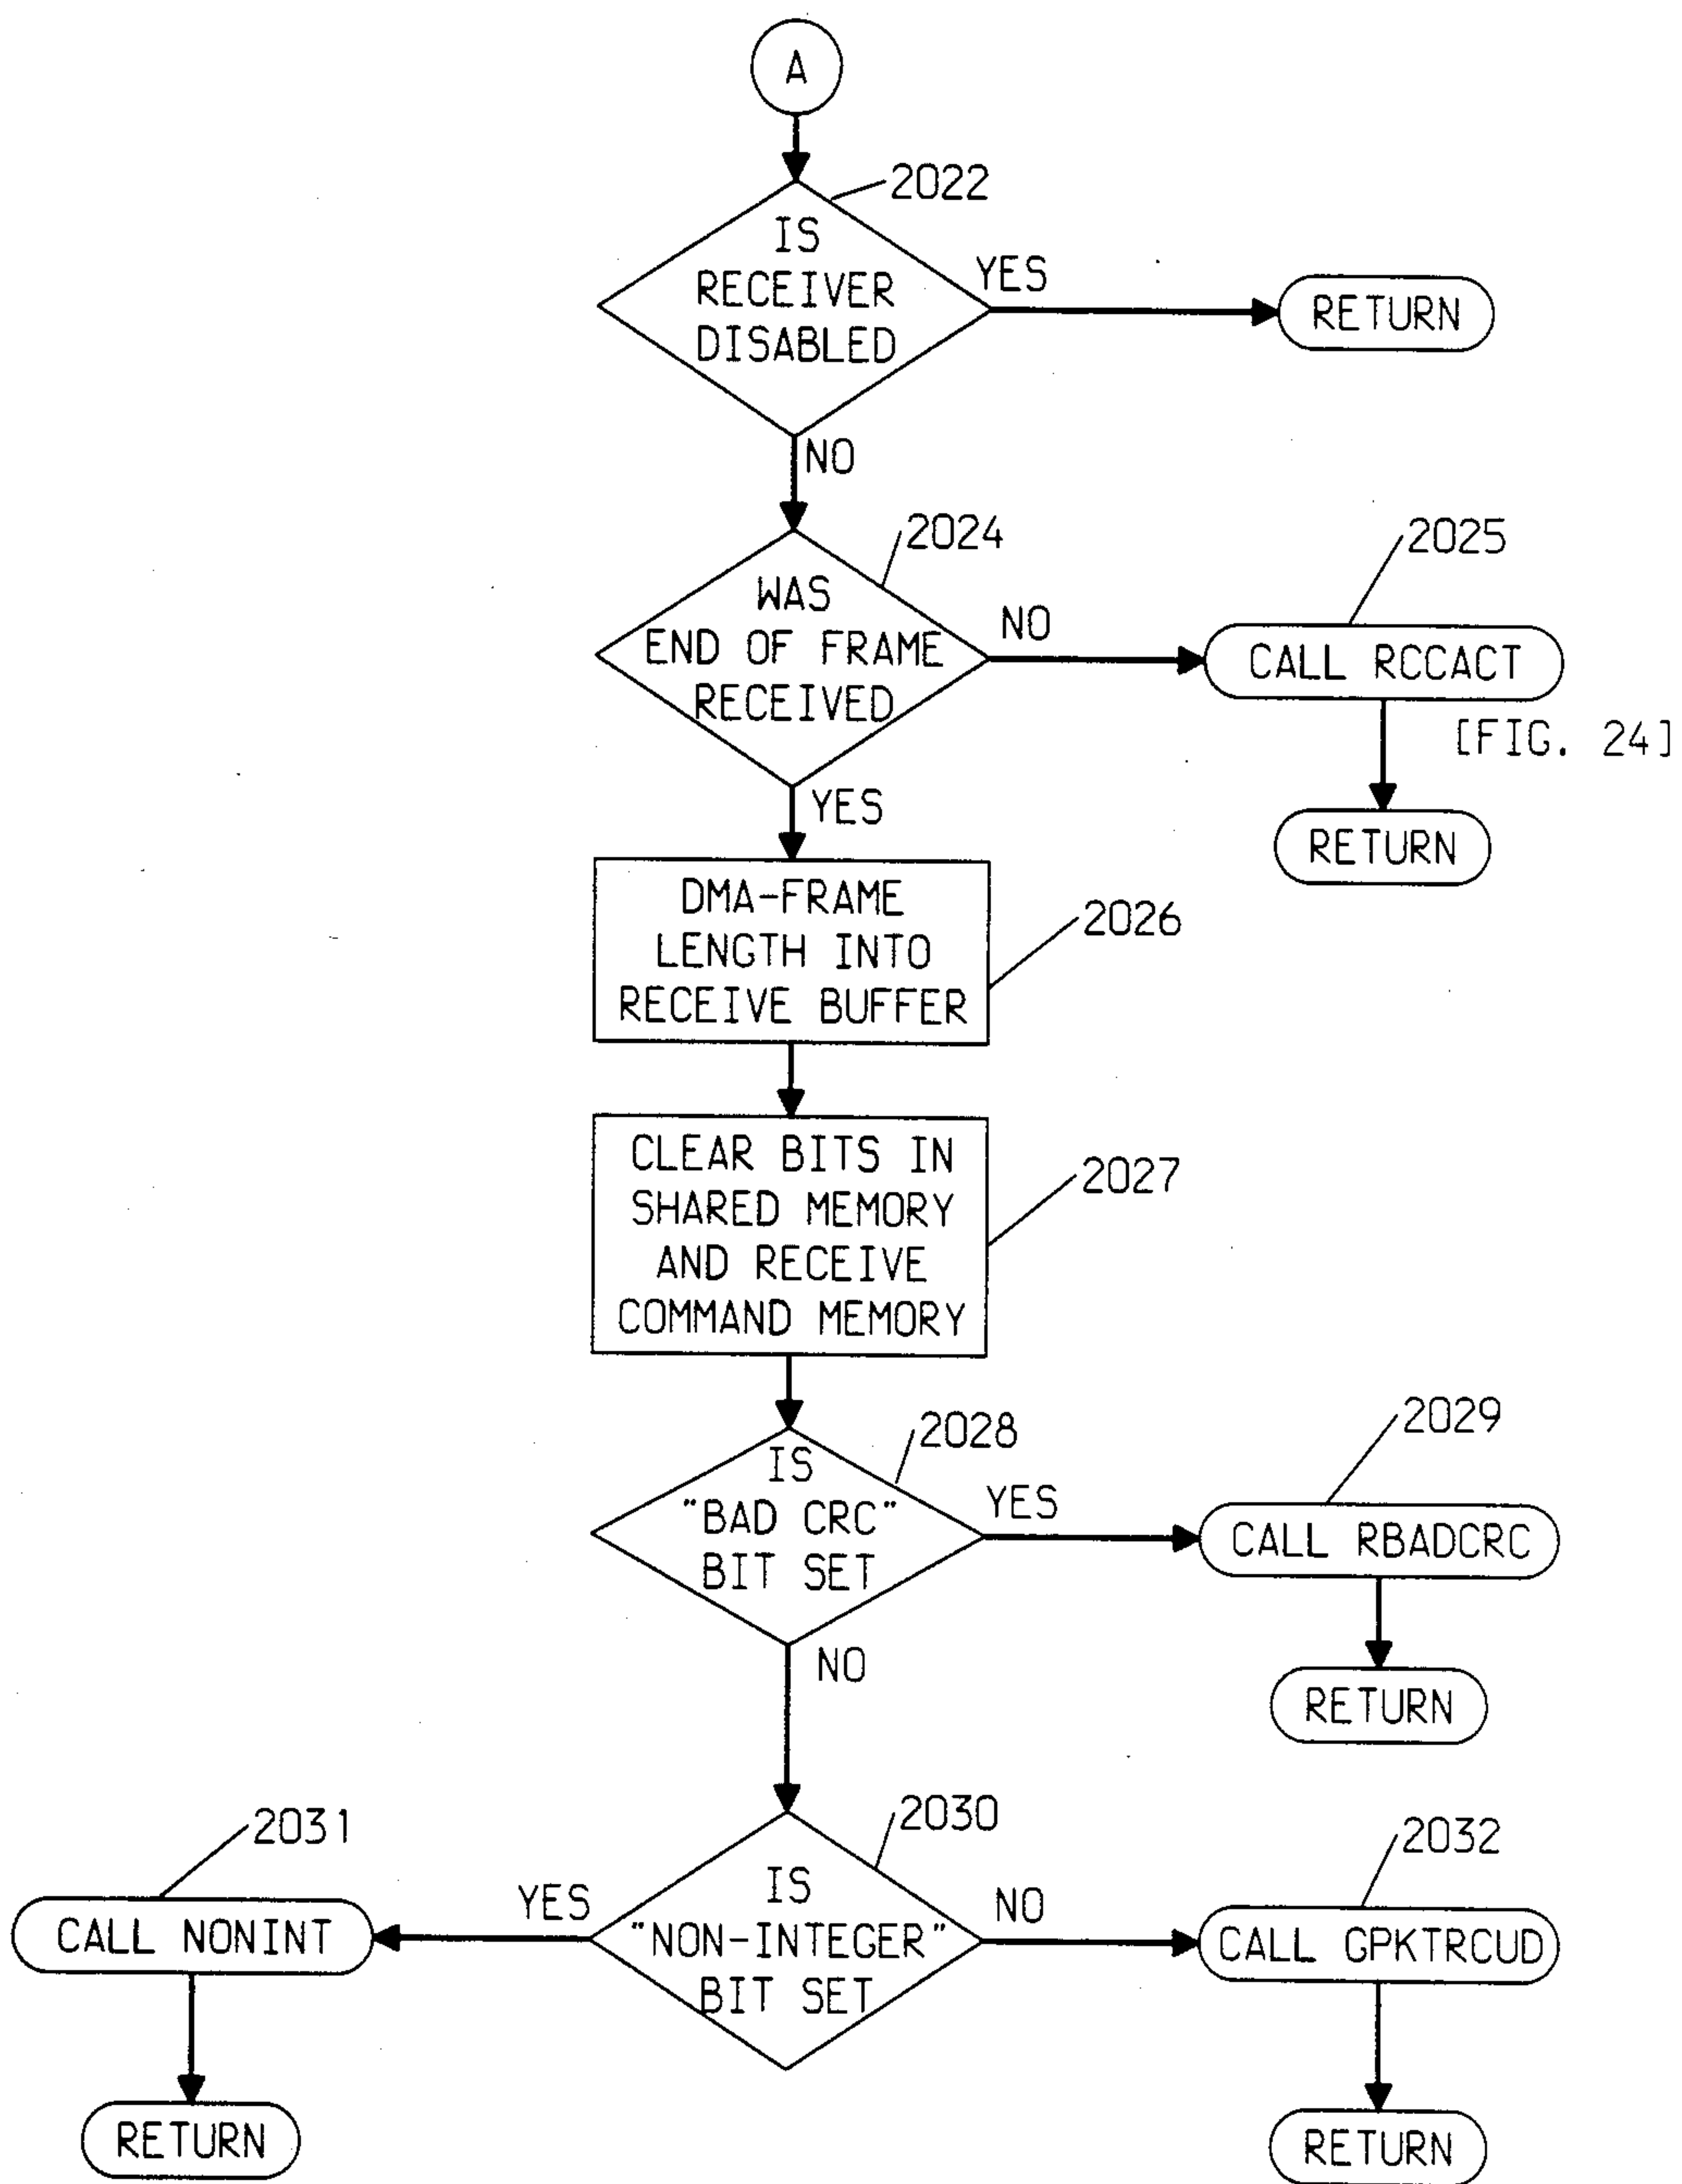 A
2022
IS
RECEIVER
DISABLED
YES
RETURN
NO
2024
WAS
END OF FRAME
RECEIVED
NO
2025
CALL RCCACT
[FIG. 24]
RETURN
YES
DMA-FRAME
LENGTH INTO
RECEIVE BUFFER
2026
CLEAR BITS IN
SHARED MEMORY
AND RECEIVE
COMMAND MEMORY
2027
2028
IS
"BAD CRC"
BIT SET
YES
2029
CALL RBADCRC
RETURN
NO
2030
IS
"NON-INTEGER"
BIT SET
YES
2031
CALL NONINT
RETURN
NO
2032
CALL GPKTRCUD
RETURN